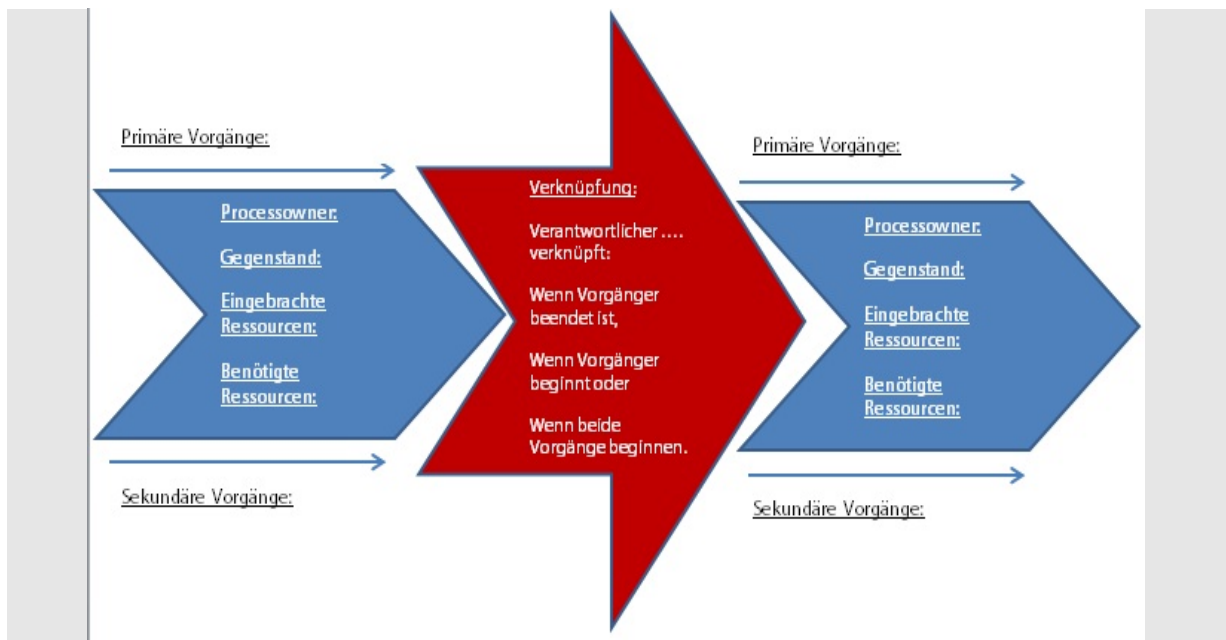 Primäre Vorgänge:
Processowner:
Gegenstand:
Eingebrachte
Ressourcen:
Benötigte
Ressourcen:
Sekundäre Vorgänge:
Verknüpfung:
Verantwortlicher ....
verknüpft:
Wenn Vorgänger
beendet ist,
Wenn Vorgänger
beginnt oder
Wenn beide
Vorgänge beginnen.
Primäre Vorgänge:
Processowner:
Gegenstand:
Eingebrachte
Ressourcen:
Benötigte
Ressourcen:
Sekundäre Vorgänge: